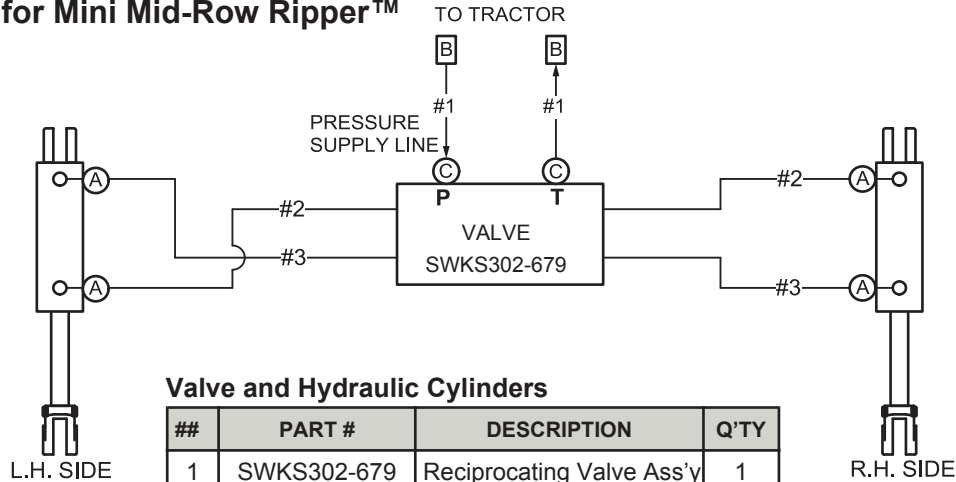 for Mini Mid-Row Ripper™
TO TRACTOR
B B
#1 #1
PRESSURE
SUPPLY LINE
C C
P T
A #2 #2 A
VALVE
SWKS302-679
#3 #3
A A
Valve and Hydraulic Cylinders
## PART # DESCRIPTION Q'TY
1 SWKS302-679 Reciprocating Valve Ass'y 1
L.H. SIDE R.H. SIDE